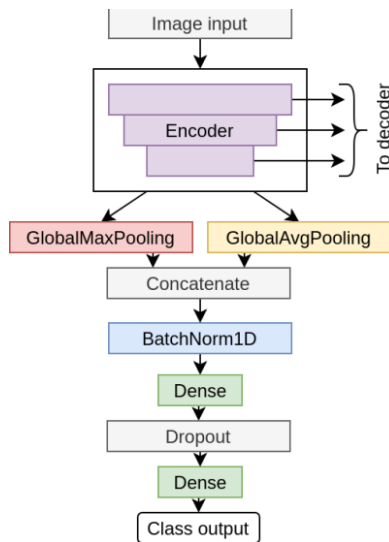 Image input
Encoder
To decoder
GlobalMaxPooling
GlobalAvgPooling
Concatenate
BatchNorm1D
Dense
Dropout
Dense
Class output